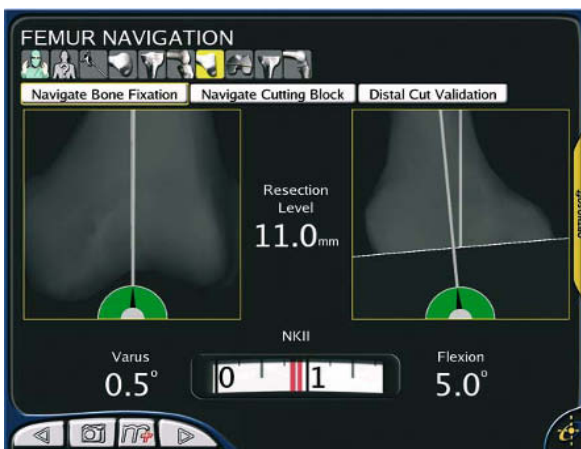 FEMUR NAVIGATION
Navigate Bone Fixation Navigate Cutting Block Distal Cut Validation
Resection
Level
11.0mm
NKII
Varus
0.5°
0 1
Flexion
5.0°